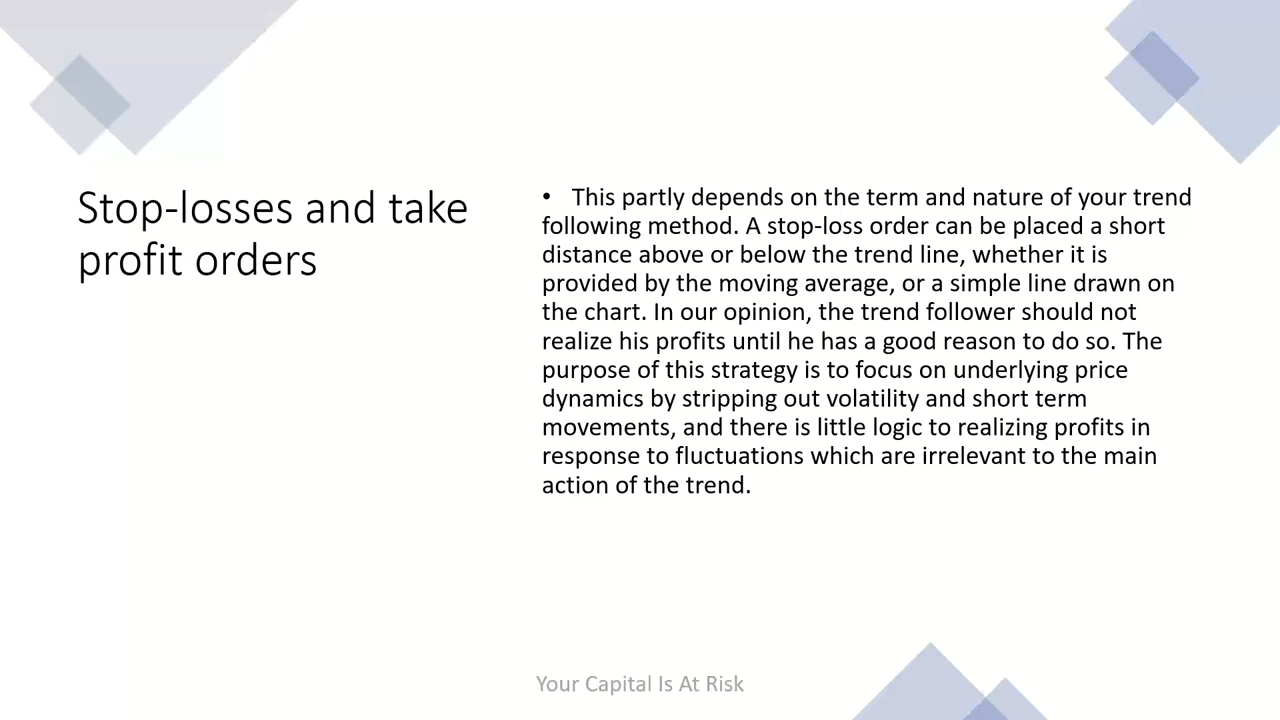 Stop-losses and take
profit orders
• This partly depends on the term and nature of your trend
following method. A stop-loss order can be placed a short
distance above or below the trend line, whether it is
provided by the moving average, or a simple line drawn on
the chart. In our opinion, the trend follower should not
realize his profits until he has a good reason to do so. The
purpose of this strategy is to focus on underlying price
dynamics by stripping out volatility and short term
movements, and there is little logic to realizing profits in
response to fluctuations which are irrelevant to the main
action of the trend.
Your Capital Is At Risk